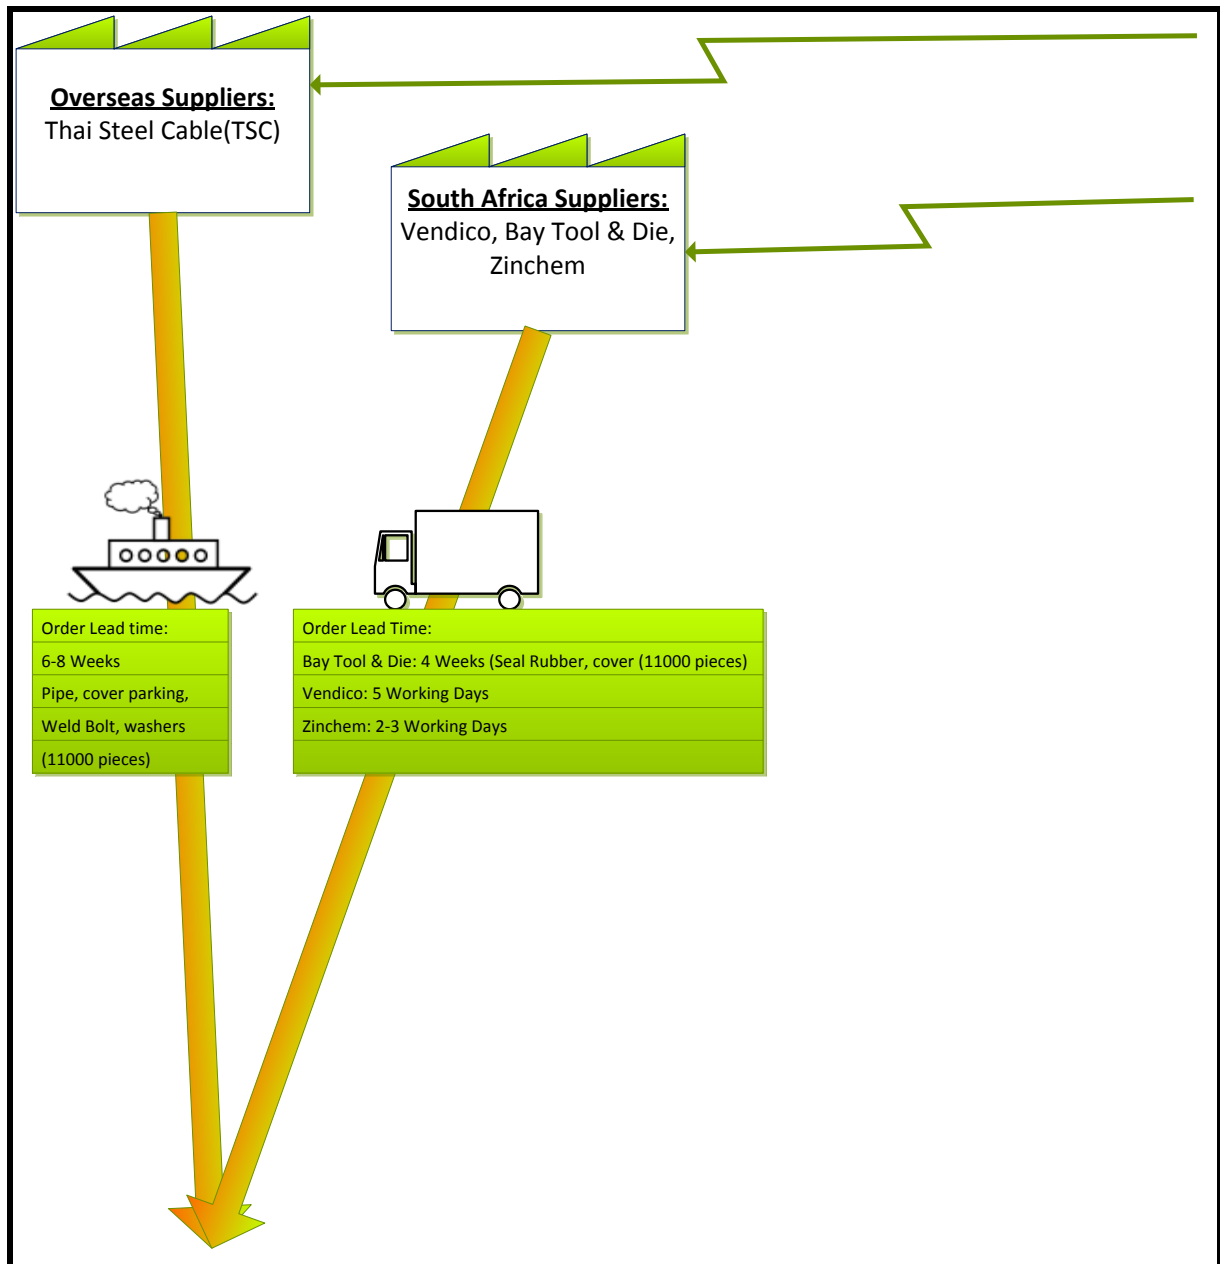 Overseas Suppliers:
Thai Steel Cable(TSC)
South Africa Suppliers:
Vendico, Bay Tool & Die,
Zinchem
Order Lead time:
6-8 Weeks
Pipe, cover parking,
Weld Bolt, washers
(11000 pieces)
Order Lead Time:
Bay Tool & Die: 4 Weeks (Seal Rubber, cover (11000 pieces)
Vendico: 5 Working Days
Zinchem: 2-3 Working Days